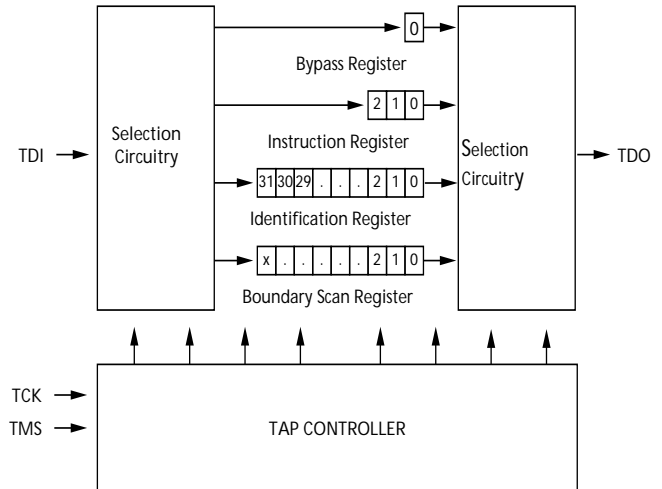 0
Bypass Register
2 1 0
Selection
Circuitry
Instruction Register
Selection
Circuitry
TDI
TDO
31 30 29 . . . 2 1 0
Identification Register
x . . . . . 2 1 0
Boundary Scan Register
TCK
TMS
TAP CONTROLLER